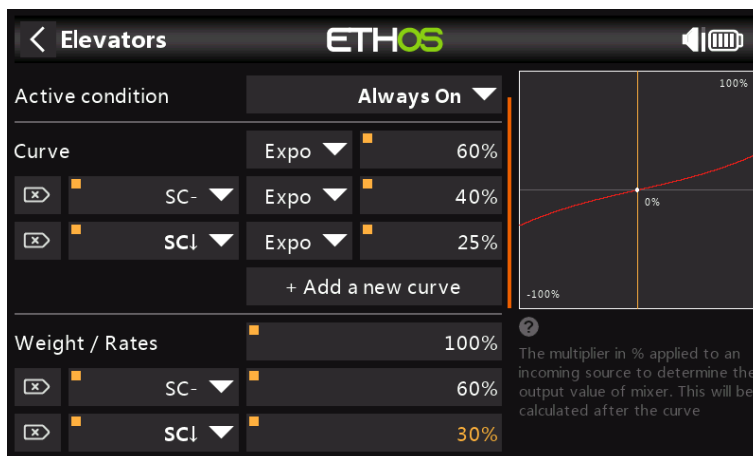 Elevators
ETHOS
Active condition
Always On
Curve
Expo
60%
SC-
Expo
40%
SC↓
Expo
25%
+ Add a new curve
Weight / Rates
100%
SC-
60%
SC↓
30%
100%
0%
-100%
?
The multiplier in % applied to an
incoming source to determine the
output value of mixer. This will be
calculated after the curve